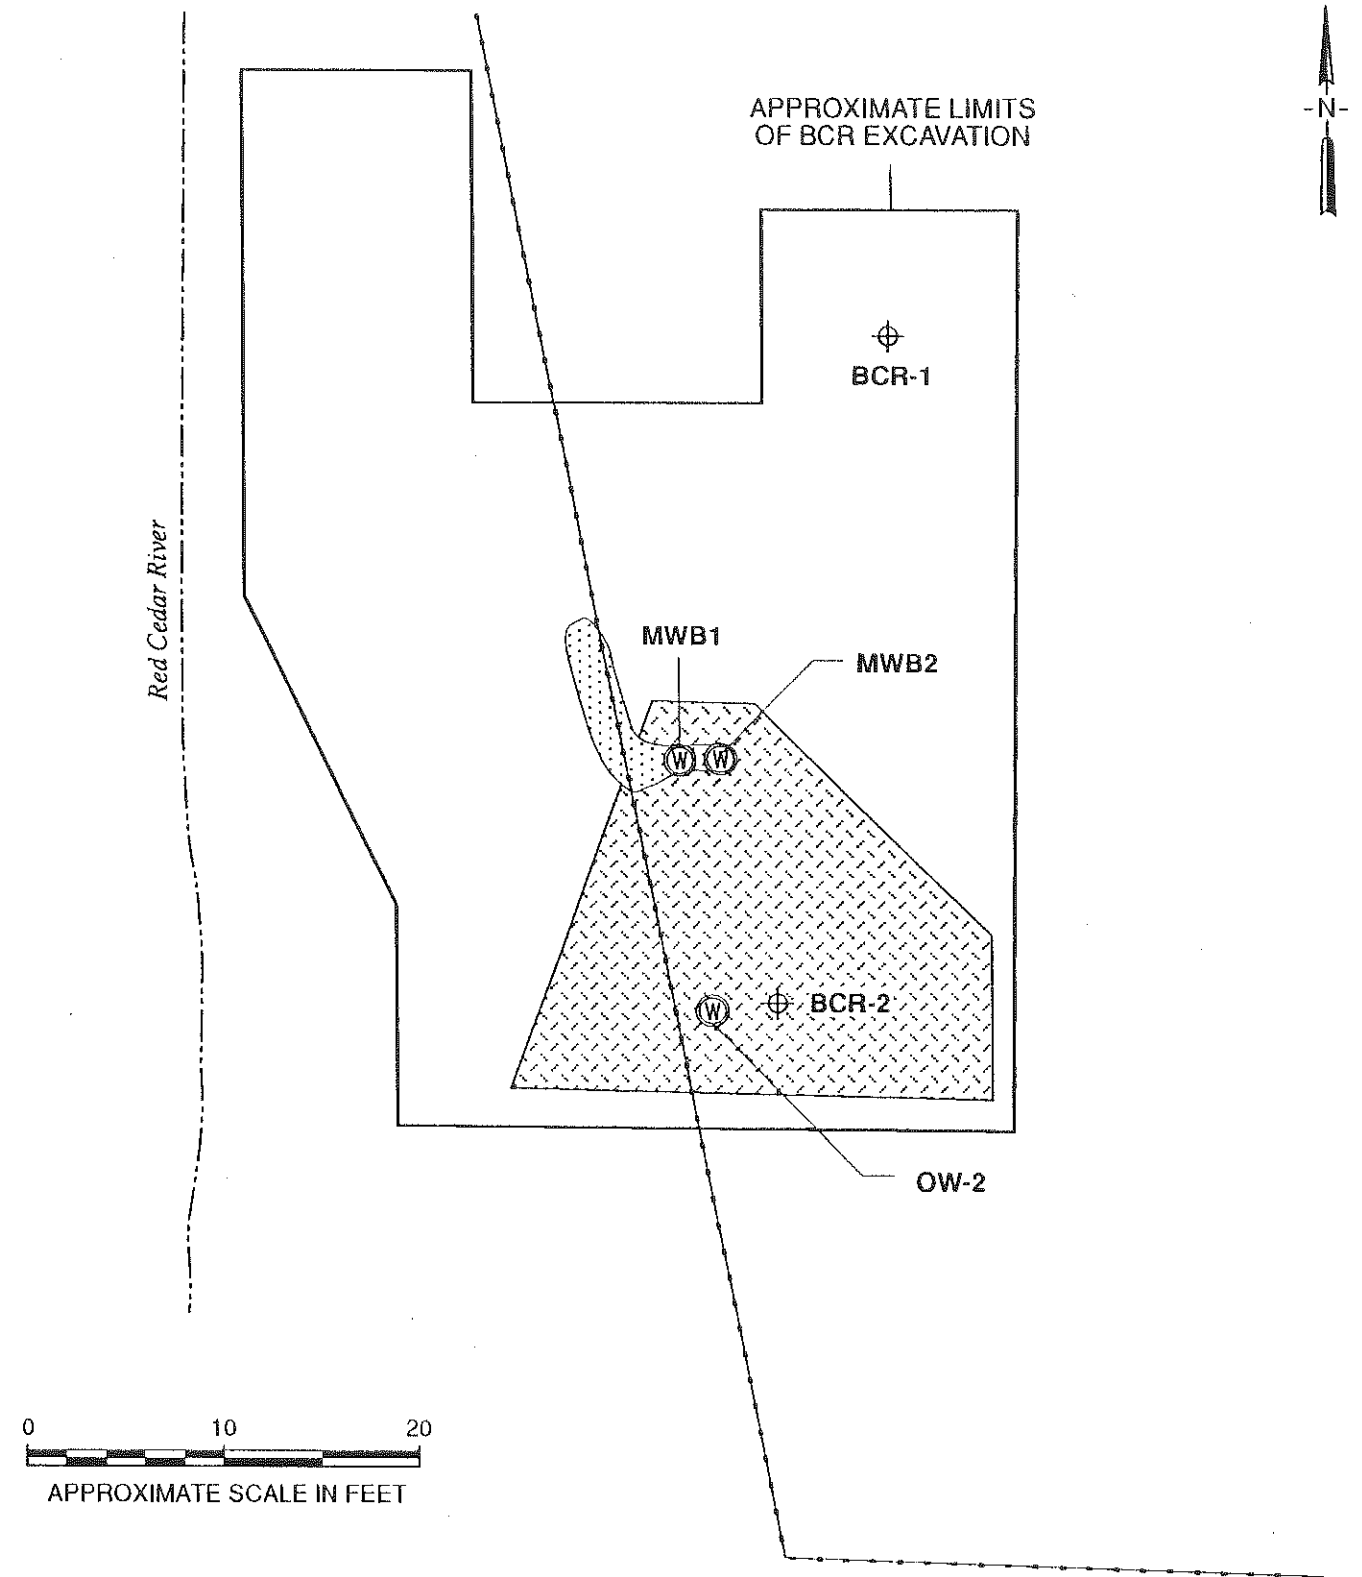 -N-
APPROXIMATE LIMITS
OF BCR EXCAVATION
BCR-1
Red Cedar River
MWB1
MWB2
W
W
W
BCR-2
OW-2
0 10 20
APPROXIMATE SCALE IN FEET